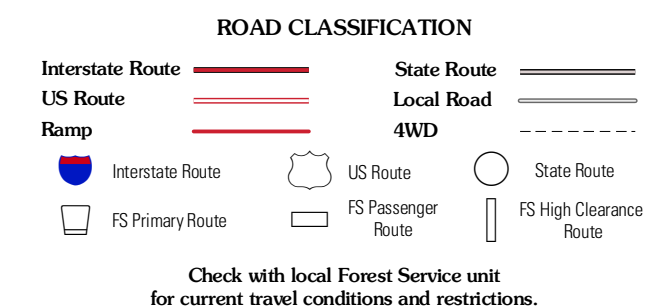 ROAD CLASSIFICATION
Interstate Route
State Route
US Route
Local Road
Ramp
4WD
Interstate Route
US Route
State Route
FS Primary Route
FS Passenger
Route
FS High Clearance
Route
Check with local Forest Service unit
for current travel conditions and restrictions.